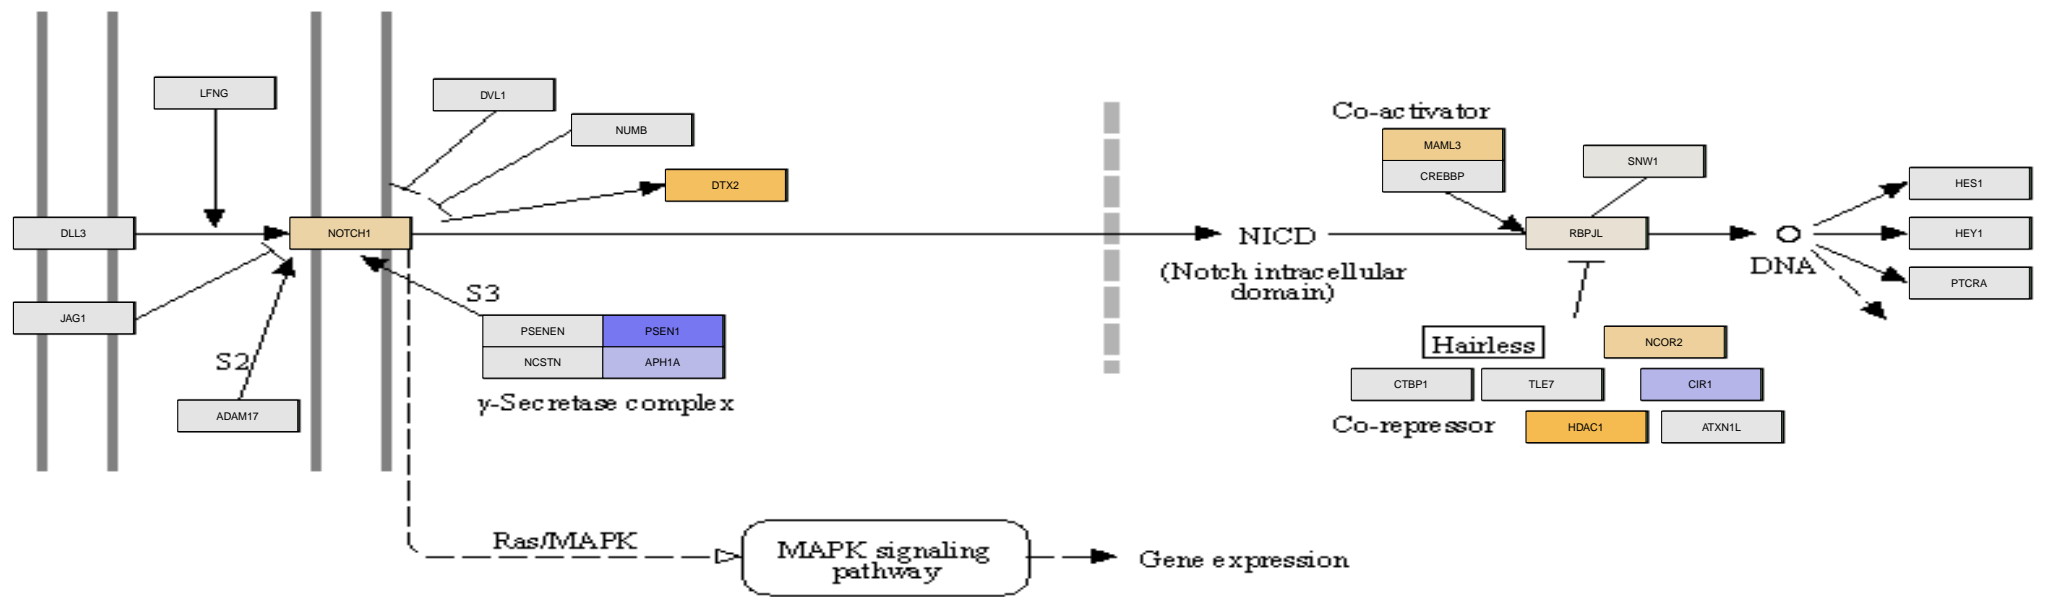 LFNG
DVL1
NUMB
DTX2
DLL3
NOTCH1
JAG1
S2
ADAM17
S3
PSENEN
PSEN1
NCSTN
APH1A
γ-Secretase complex
NICD
(Notch intracellular
domain)
Co-activator
MAML3
CREBBP
SNW1
RBPJL
DNA
HES1
HEY1
PTCRA
Hairless
NCOR2
CTBP1
TLE7
CIR1
Co-repressor
HDAC1
ATXN1L
Ras/MAPK
MAPK signaling
pathway
Gene expression